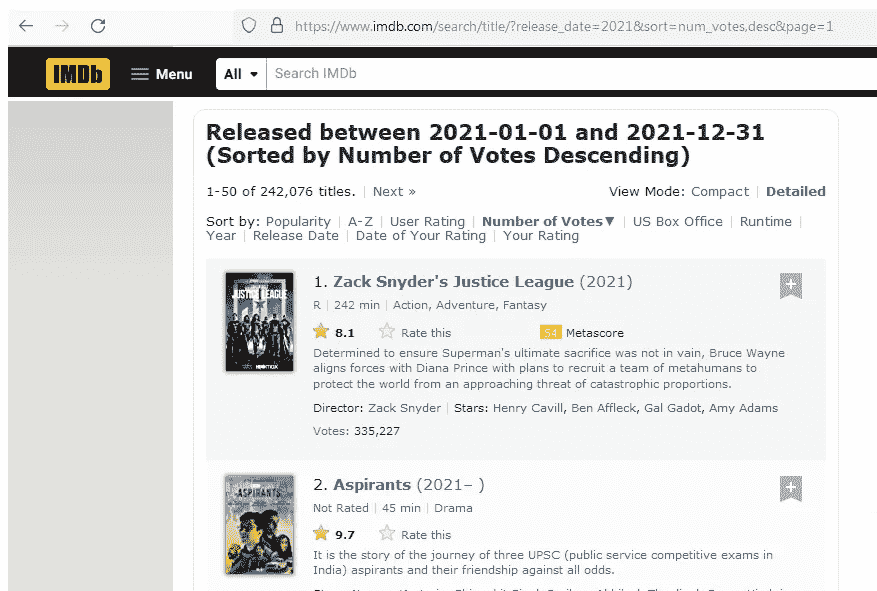 https://www.imdb.com/search/title/?release_date=2021&sort=num_votes,desc&page=1
IMDb Menu All Search IMDb
Released between 2021-01-01 and 2021-12-31
(Sorted by Number of Votes Descending)
1-50 of 242,076 titles. | Next » View Mode: Compact | Detailed
Sort by: Popularity | A-Z | User Rating | Number of Votes▼ | US Box Office | Runtime |
Year | Release Date | Date of Your Rating | Your Rating
JUSTICE LEAGUE
1. Zack Snyder's Justice League (2021)
R | 242 min | Action, Adventure, Fantasy
8.1 Rate this 54 Metascore
Determined to ensure Superman's ultimate sacrifice was not in vain, Bruce Wayne
aligns forces with Diana Prince with plans to recruit a team of metahumans to
protect the world from an approaching threat of catastrophic proportions.
Director: Zack Snyder | Stars: Henry Cavill, Ben Affleck, Gal Gadot, Amy Adams
Votes: 335,227
ASPIRANTS
2. Aspirants (2021– )
Not Rated | 45 min | Drama
9.7 Rate this
It is the story of the journey of three UPSC (public service competitive exams in
India) aspirants and their friendship against all odds.